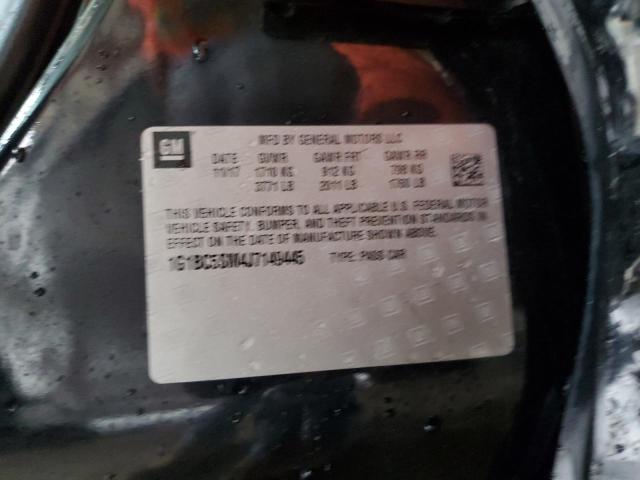 GM
MFD BY GENERAL MOTORS LLC
DATE GVWR GAWR FRT GAWR RR
11/17 1710 KG 912 KG 798 KG
3771 LB 2011 LB 1760 LB
THIS VEHICLE CONFORMS TO ALL APPLICABLE U.S. FEDERAL MOTOR
VEHICLE SAFETY, BUMPER, AND THEFT PREVENTION STANDARDS IN
EFFECT ON THE DATE OF MANUFACTURE SHOWN ABOVE.
TYPE: PASS CAR